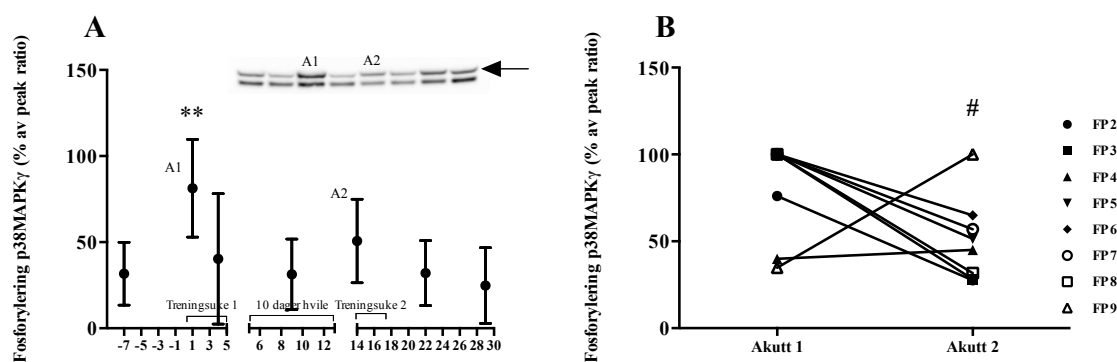 A
Fosforylering p38MAPKγ (% av peak ratio)
150
100
50
0
A1
A2
**
A1
A2
Treningsuke 1
10 dager hvile
Treningsuke 2
-7 -5 -3 -1 1 3 5 6 8 10 12 14 16 18 20 22 24 26 28 30
B
Fosforylering p38MAPKγ (% av peak ratio)
150
100
50
0
#
Akutt 1
Akutt 2
FP2
FP3
FP4
FP5
FP6
FP7
FP8
FP9